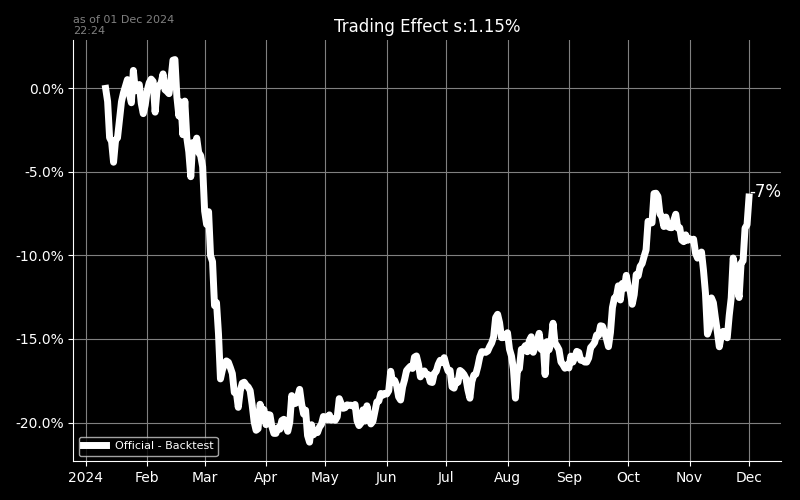 as of 01 Dec 2024
22:24
Trading Effect s:1.15%
0.0%
-5.0%
-10.0%
-15.0%
-20.0%
-7%
Official - Backtest
2024 Feb Mar Apr May Jun Jul Aug Sep Oct Nov Dec